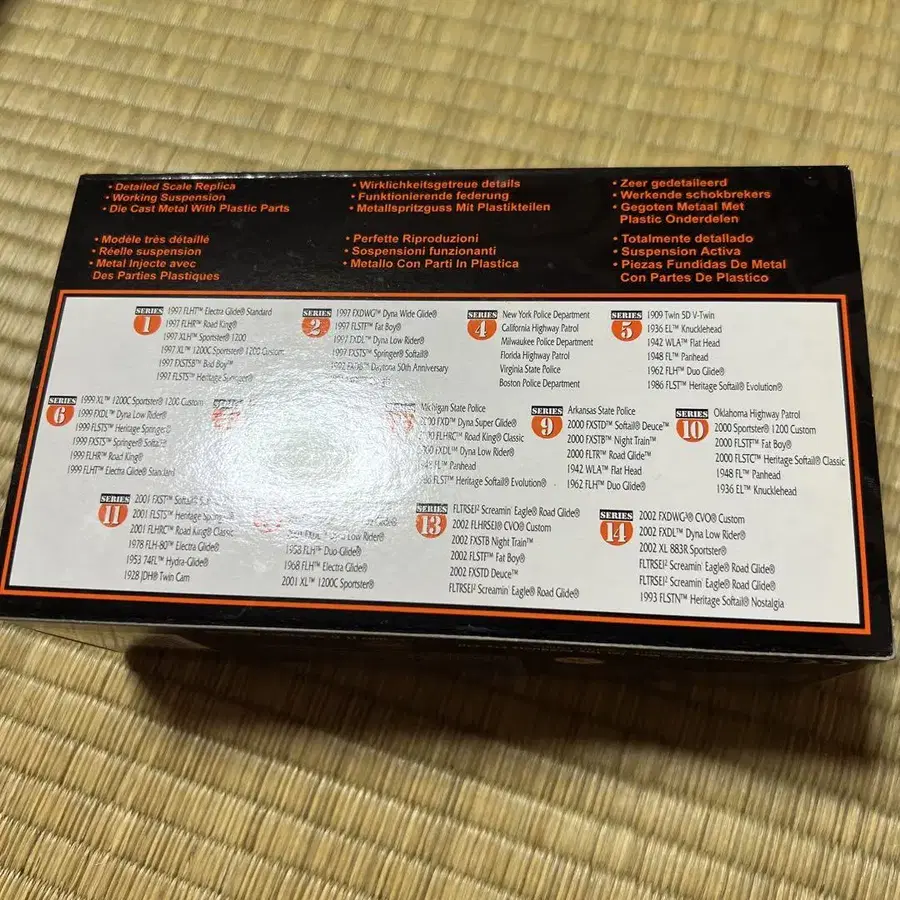 • Detailed Scale Replica
• Working Suspension
• Die Cast Metal With Plastic Parts
• Wirklichkeitsgetreue details
• Funktionierende federung
• Metallspritzguss Mit Plastikteilen
• Zeer gedetailleerd
• Werkende schokbrekers
• Gegoten Metaal Met
Plastic Onderdelen
• Modèle très détaillé
• Réelle suspension
• Metal Injecte avec
Des Parties Plastiques
• Perfette Riproduzioni
• Sospensioni funzionanti
• Metallo Con Parti In Plastica
• Totalmente detallado
• Suspension Activa
• Piezas Fundidas De Metal
Con Partes De Plastico
SERIES
1
1997 FLHT™ Electra Glide® Standard
1997 FLHR™ Road King®
1997 XLH™ Sportster® 1200
1997 XL™ 1200C Sportster® 1200 Custom
1997 FXSTSB™ Bad Boy™
1997 FLSTS™ Heritage Springer®
SERIES
2
1997 FXDWG™ Dyna Wide Glide®
1997 FLSTF™ Fat Boy®
1997 FXDL™ Dyna Low Rider®
1997 FXSTS™ Springer® Softail®
Daytona 50th Anniversary
SERIES
4
New York Police Department
California Highway Patrol
Milwaukee Police Department
Florida Highway Patrol
Virginia State Police
Boston Police Department
SERIES
5
1909 Twin 5D V-Twin
1936 EL™ Knucklehead
1942 WLA™ Flat Head
1948 FL™ Panhead
1962 FLH™ Duo Glide®
1986 FLST™ Heritage Softail® Evolution®
SERIES
6
1999 XL™ 1200C Sportster® 1200 Custom
1999 FXDL™ Dyna Low Rider®
1999 FLSTS™ Heritage Springer®
1999 FXSTS™ Springer® Softail®
1999 FLHR™ Road King®
1999 FLHT™ Electra Glide® Standard
Michigan State Police
2000 FXD™ Dyna Super Glide®
2000 FLHRC™ Road King® Classic
2000 FXDL™ Dyna Low Rider®
1948 FL™ Panhead
FLST™ Heritage Softail® Evolution®
SERIES
9
Arkansas State Police
2000 FXSTD™ Softail® Deuce™
2000 FXSTB™ Night Train™
2000 FLTR™ Road Glide™
1942 WLA™ Flat Head
1962 FLH™ Duo Glide®
SERIES
10
Oklahoma Highway Patrol
2000 Sportster® 1200 Custom
2000 FLSTF™ Fat Boy®
2000 FLSTC™ Heritage Softail® Classic
1948 FL™ Panhead
1936 EL™ Knucklehead
SERIES
11
2001 FXST™ Softail®
2001 FLSTS™ Heritage Springer®
2001 FLHRC™ Road King® Classic
1978 FLH-80™ Electra Glide®
1953 74FL™ Hydra-Glide®
1928 JDH® Twin Cam
Glide®
Low Rider®
1958 FLH™ Duo-Glide®
1968 FLH™ Electra Glide®
2001 XL™ 1200C Sportster®
SERIES
13
FLTRSEI² Screamin' Eagle® Road Glide®
2002 FLHRSEI® CVO® Custom
2002 FXSTB Night Train™
2002 FLSTF™ Fat Boy®
2002 FXSTD Deuce™
FLTRSEI² Screamin' Eagle® Road Glide®
SERIES
14
2002 FXDWG³® CVO® Custom
2002 FXDL™ Dyna Low Rider®
2002 XL 883R Sportster®
FLTRSEI² Screamin' Eagle® Road Glide®
FLTRSEI² Screamin' Eagle® Road Glide®
1993 FLSTN™ Heritage Softail® Nostalgia